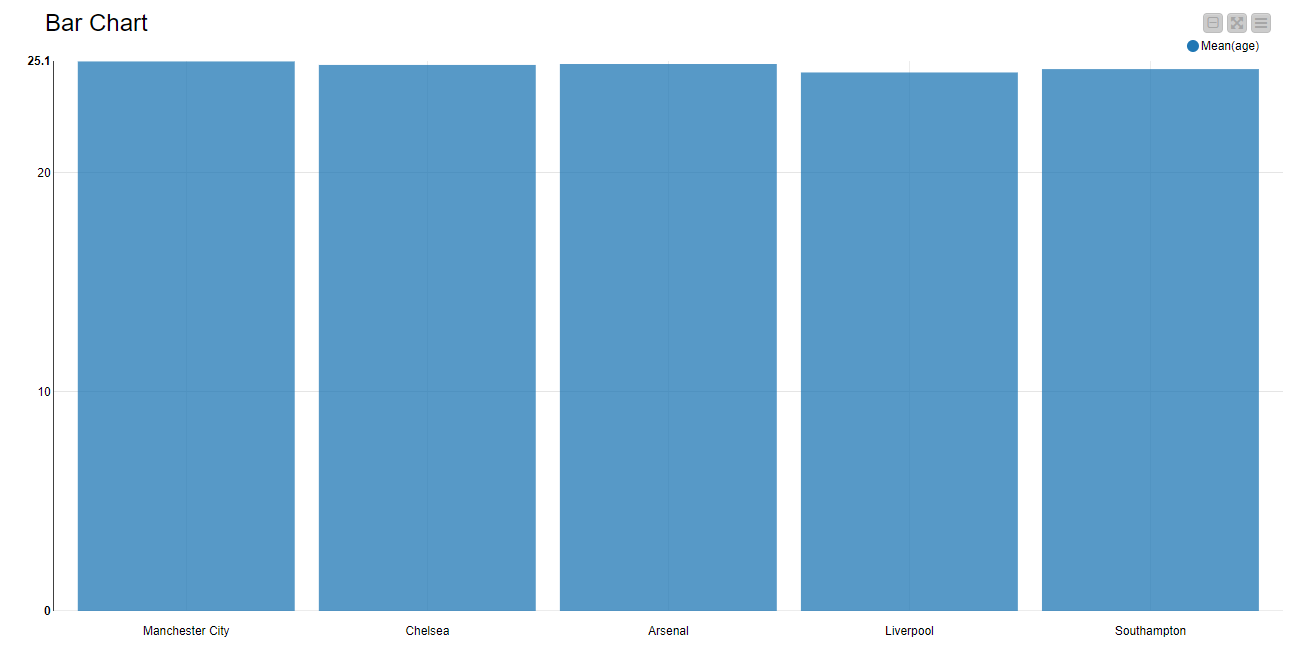 Bar Chart
Mean(age)
25.1
20
10
0
Manchester City Chelsea Arsenal Liverpool Southampton